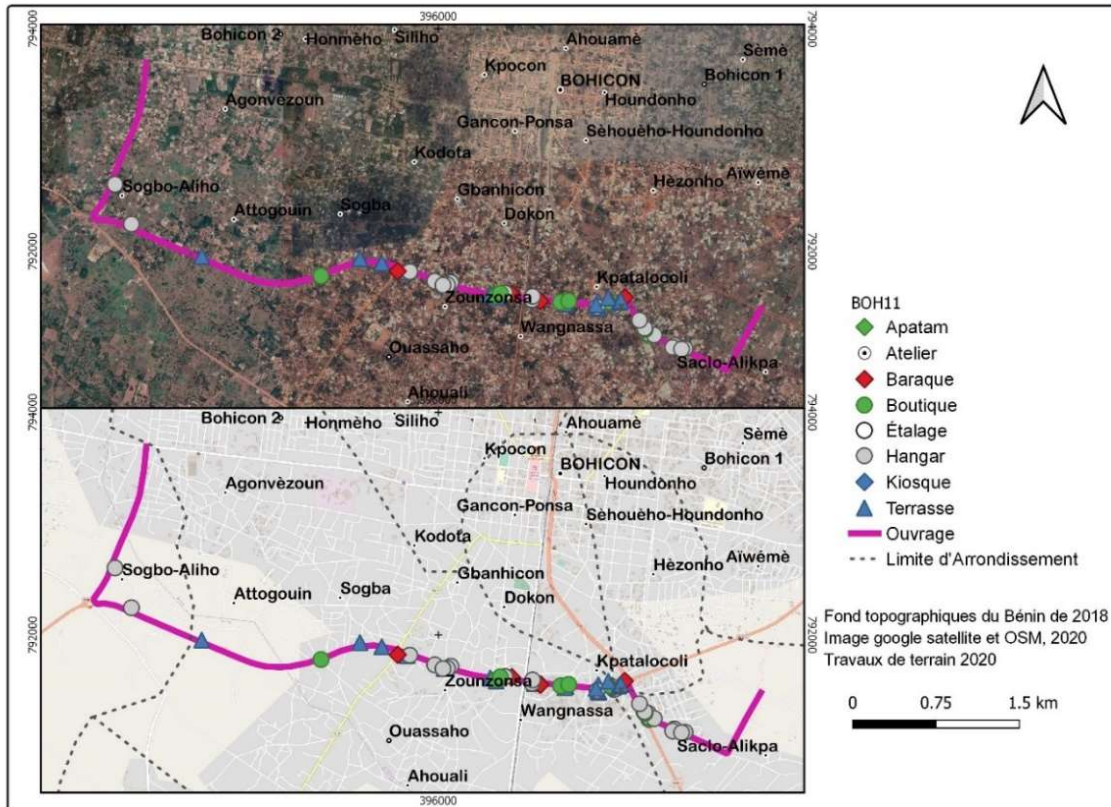 396000
794000
794000
Bohicon 2
Honmèho
Siliho
Ahouamè
Sèmè
Kpocon
BOHICON
Bohicon 1
Agonvèzoun
Houndonho
Gancon-Ponsa
Sèhouèho-Houndonho
Kodota
Hèzonho
Aïwémè
Sogbo-Aliho
Gbanhicon
Attogouïn
Sogba
Dokon
792000
792000
Kpatalocoli
Zounzonsa
Wangnassa
Ouassaho
Saclo-Alikpa
Ahouali
794000
794000
Bohicon 2
Honmèho
Siliho
Ahouamè
Sèmè
Kpocon
BOHICON
Bohicon 1
Agonvèzoun
Houndonho
Gancon-Ponsa
Sèhouèho-Houndonho
Kodota
Hèzonho
Aïwémè
Sogbo-Aliho
Gbanhicon
Attogouin
Sogba
Dokon
792000
792000
Kpatalocoli
Zounzonsa
Wangnassa
Ouassaho
Saclo-Alikpa
Ahouali
396000
BOH11
Apatam
Atelier
Baraque
Boutique
Étalage
Hangar
Kiosque
Terrasse
Ouvrage
Limite d'Arrondissement
Fond topographiques du Bénin de 2018
Image google satellite et OSM, 2020
Travaux de terrain 2020
0 0.75 1.5 km